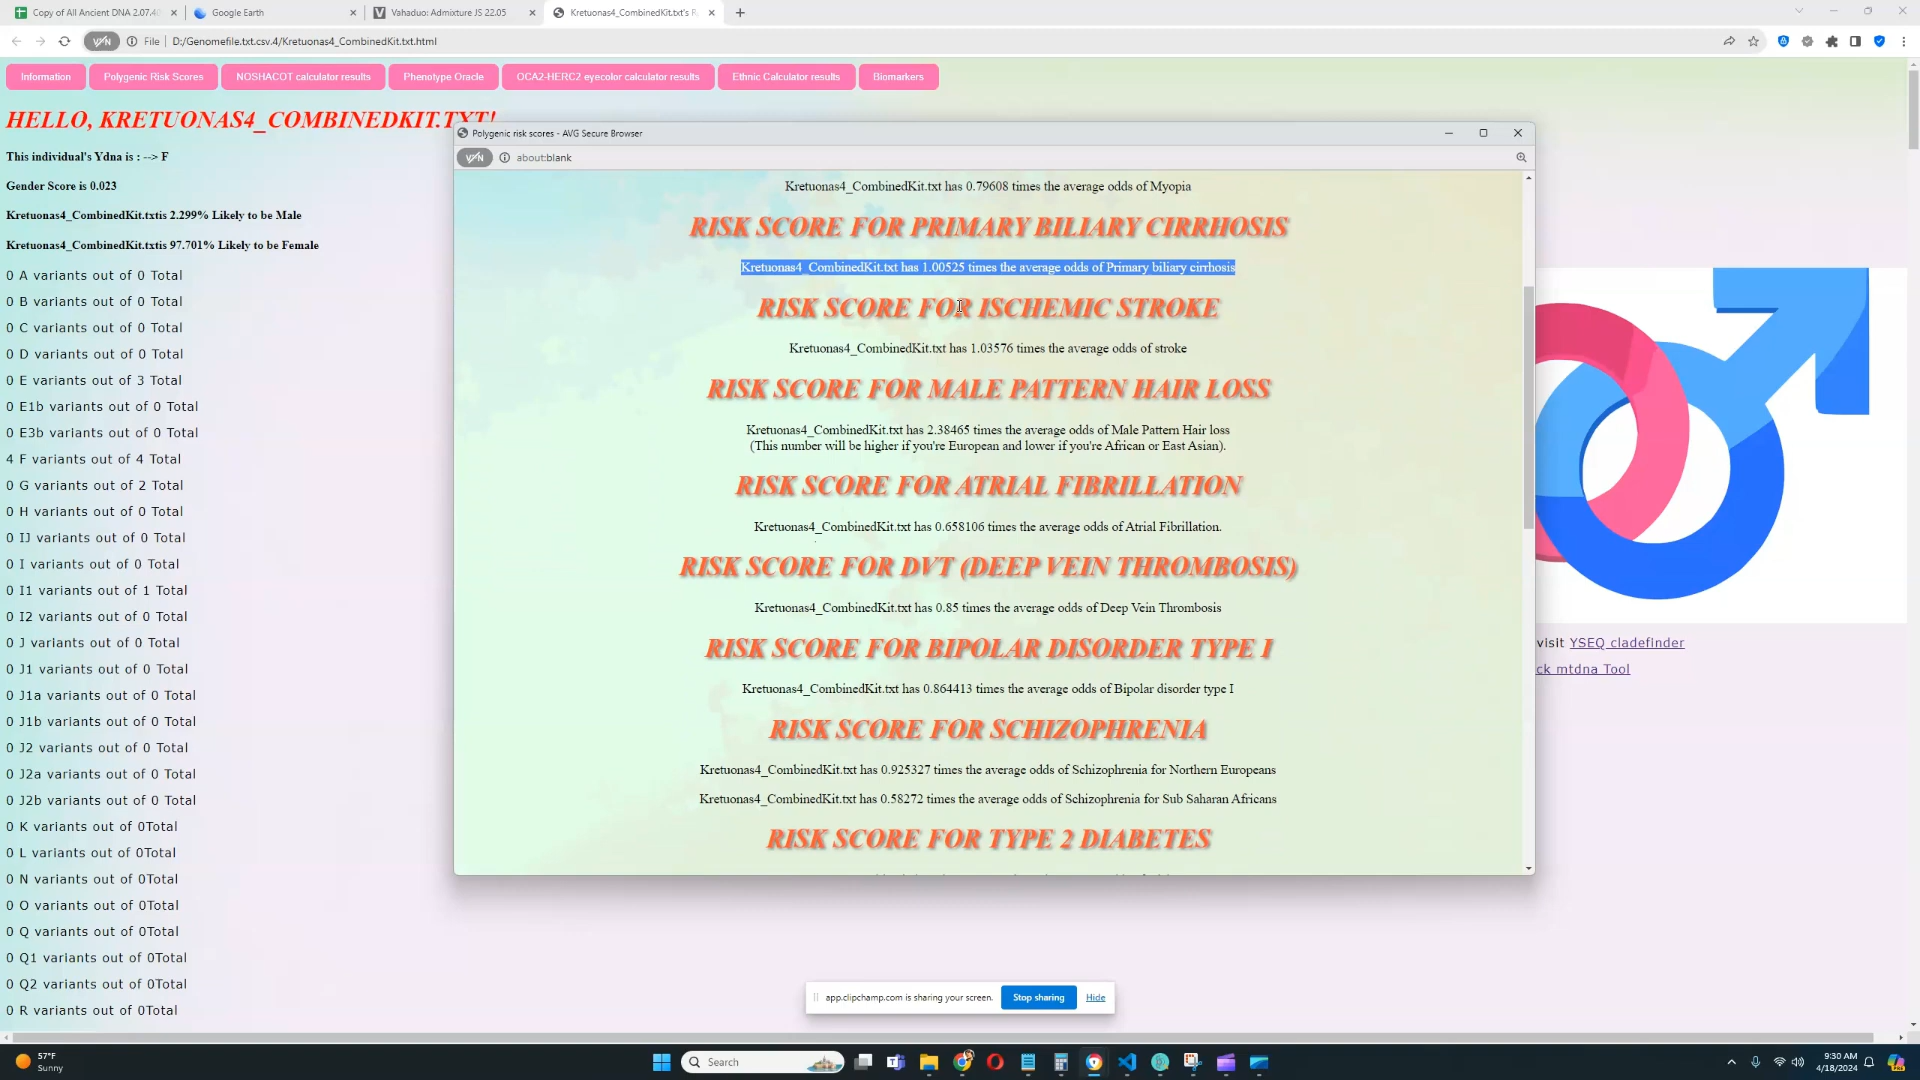 Copy of All Ancient DNA 2.07.40
Google Earth
Vahaduo: Admixture JS 22.05
Kretuonas4_CombinedKit.txt's R
File
D:/Genomefile.txt.csv.4/Kretuonas4_CombinedKit.txt.html
Information
Polygenic Risk Scores
NOSHACOT calculator results
Phenotype Oracle
OCA2-HERC2 eyecolor calculator results
Ethnic Calculator results
Biomarkers
HELLO, KRETUONAS4_COMBINEDKIT.TXT!
This individual's Ydna is : --> F
Gender Score is 0.023
Kretuonas4_CombinedKit.txtis 2.299% Likely to be Male
Kretuonas4_CombinedKit.txtis 97.701% Likely to be Female
0 A variants out of 0 Total
0 B variants out of 0 Total
0 C variants out of 0 Total
0 D variants out of 0 Total
0 E variants out of 3 Total
0 E1b variants out of 0 Total
0 E3b variants out of 0 Total
4 F variants out of 4 Total
0 G variants out of 2 Total
0 H variants out of 0 Total
0 IJ variants out of 0 Total
0 I variants out of 0 Total
0 I1 variants out of 1 Total
0 I2 variants out of 0 Total
0 J variants out of 0 Total
0 J1 variants out of 0 Total
0 J1a variants out of 0 Total
0 J1b variants out of 0 Total
0 J2 variants out of 0 Total
0 J2a variants out of 0 Total
0 J2b variants out of 0 Total
0 K variants out of 0Total
0 L variants out of 0Total
0 N variants out of 0Total
0 O variants out of 0Total
0 Q variants out of 0Total
0 Q1 variants out of 0Total
0 Q2 variants out of 0Total
0 R variants out of 0Total
Polygenic risk scores - AVG Secure Browser
about:blank
Kretuonas4_CombinedKit.txt has 0.79608 times the average odds of Myopia
RISK SCORE FOR PRIMARY BILIARY CIRRHOSIS
Kretuonas4_CombinedKit.txt has 1.00525 times the average odds of Primary biliary cirrhosis
RISK SCORE FOR ISCHEMIC STROKE
Kretuonas4_CombinedKit.txt has 1.03576 times the average odds of stroke
RISK SCORE FOR MALE PATTERN HAIR LOSS
Kretuonas4_CombinedKit.txt has 2.38465 times the average odds of Male Pattern Hair loss
(This number will be higher if you're European and lower if you're African or East Asian).
RISK SCORE FOR ATRIAL FIBRILLATION
Kretuonas4_CombinedKit.txt has 0.658106 times the average odds of Atrial Fibrillation.
RISK SCORE FOR DVT (DEEP VEIN THROMBOSIS)
Kretuonas4_CombinedKit.txt has 0.85 times the average odds of Deep Vein Thrombosis
RISK SCORE FOR BIPOLAR DISORDER TYPE I
Kretuonas4_CombinedKit.txt has 0.864413 times the average odds of Bipolar disorder type I
RISK SCORE FOR SCHIZOPHRENIA
Kretuonas4_CombinedKit.txt has 0.925327 times the average odds of Schizophrenia for Northern Europeans
Kretuonas4_CombinedKit.txt has 0.58272 times the average odds of Schizophrenia for Sub Saharan Africans
RISK SCORE FOR TYPE 2 DIABETES
visit YSEQ cladefinder
ck mtdna Tool
app.clipchamp.com is sharing your screen.
Stop sharing
Hide
57°F
Sunny
Search
9:30 AM
4/18/2024